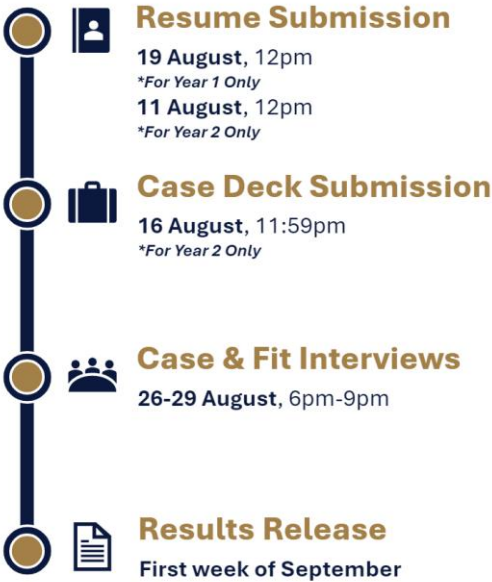 Resume Submission
19 August, 12pm
*For Year 1 Only
11 August, 12pm
*For Year 2 Only
Case Deck Submission
16 August, 11:59pm
*For Year 2 Only
Case & Fit Interviews
26-29 August, 6pm-9pm
Results Release
First week of September